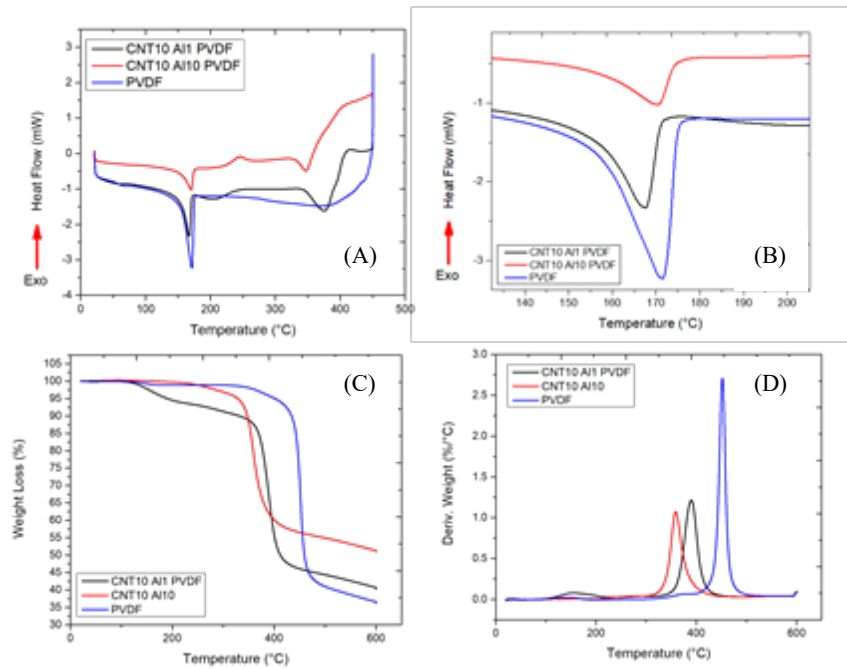 CNT10 Al1 PVDF
CNT10 Al10 PVDF
PVDF
3
2
1
0
-1
-2
-3
-4
Heat Flow (mW)
Exo
(A)
0
100
200
300
400
500
Temperature (°C)
-1
-2
-3
Heat Flow (mW)
Exo
(B)
CNT10 Al1 PVDF
CNT10 Al10 PVDF
PVDF
140
150
160
170
180
190
200
Temperature (°C)
105
100
95
90
85
80
75
70
65
60
55
50
45
40
35
30
Weight Loss (%)
(C)
CNT10 Al1 PVDF
CNT10 Al10
PVDF
0
200
400
600
Temperature (°C)
3.0
2.5
2.0
1.5
1.0
0.5
0.0
Deriv. Weight (%/°C)
CNT10 Al1 PVDF
CNT10 Al10
PVDF
(D)
0
200
400
600
Temperature (°C)